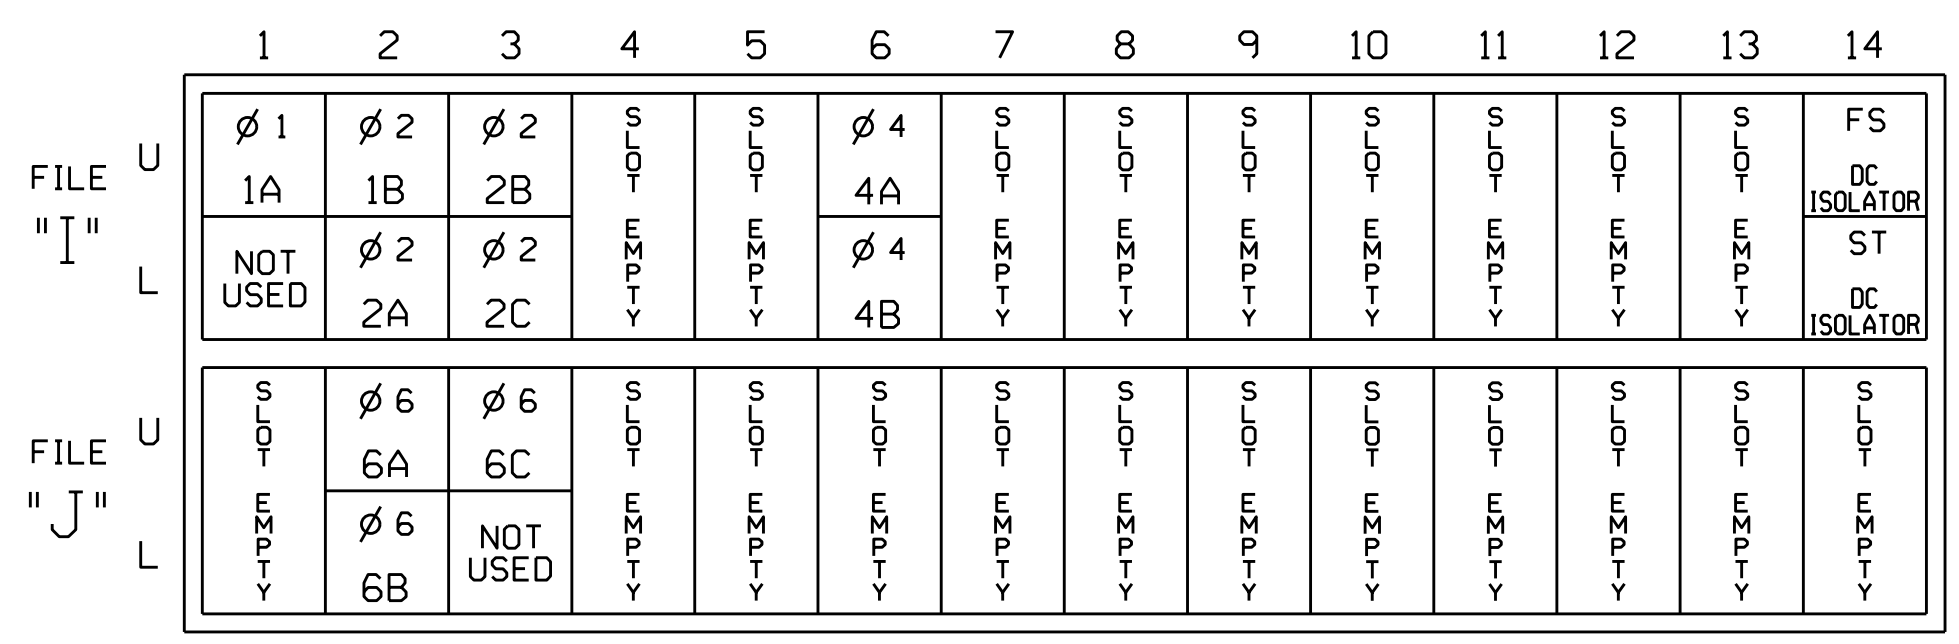 1 2 3 4 5 6 7 8 9 10 11 12 13 14
FILE "I"
U
L
ø 1
1A
NOT
USED
ø 2
1B
ø 2
2A
ø 2
2B
ø 2
2C
SLOT EMPTY
SLOT EMPTY
ø 4
4A
ø 4
4B
SLOT EMPTY
SLOT EMPTY
SLOT EMPTY
SLOT EMPTY
SLOT EMPTY
SLOT EMPTY
SLOT EMPTY
FS
DC
ISOLATOR
ST
DC
ISOLATOR
FILE "J"
U
L
SLOT EMPTY
ø 6
6A
ø 6
6B
ø 6
6C
NOT
USED
SLOT EMPTY
SLOT EMPTY
SLOT EMPTY
SLOT EMPTY
SLOT EMPTY
SLOT EMPTY
SLOT EMPTY
SLOT EMPTY
SLOT EMPTY
SLOT EMPTY
SLOT EMPTY